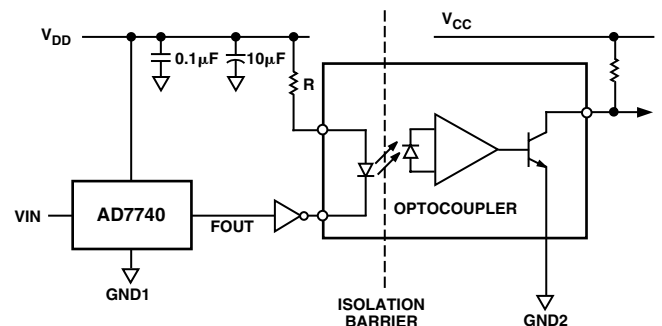 VDD
VCC
0.1µF
10µF
R
VIN
AD7740
FOUT
OPTOCOUPLER
GND1
ISOLATION
BARRIER
GND2